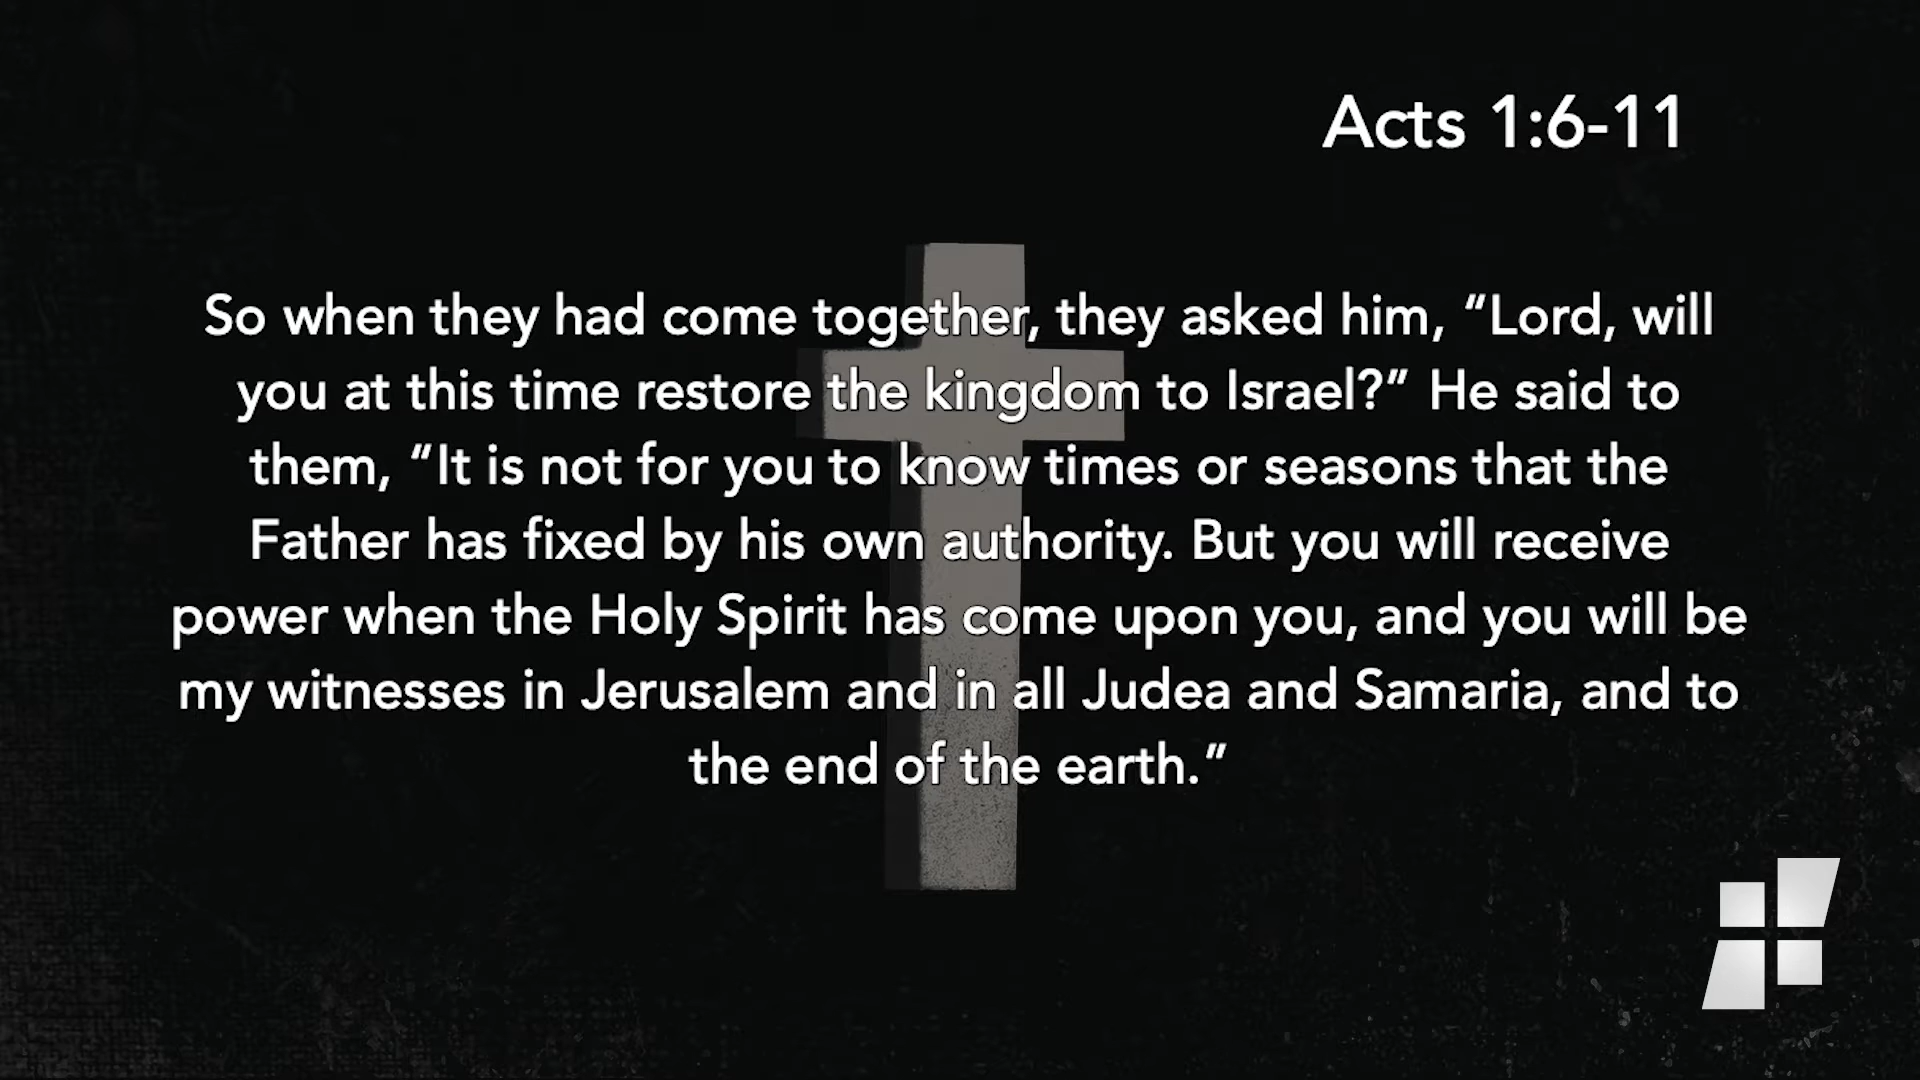 Acts 1:6-11
So when they had come together, they asked him, “Lord, will
you at this time restore the kingdom to Israel?” He said to
them, “It is not for you to know times or seasons that the
Father has fixed by his own authority. But you will receive
power when the Holy Spirit has come upon you, and you will be
my witnesses in Jerusalem and in all Judea and Samaria, and to
the end of the earth.”